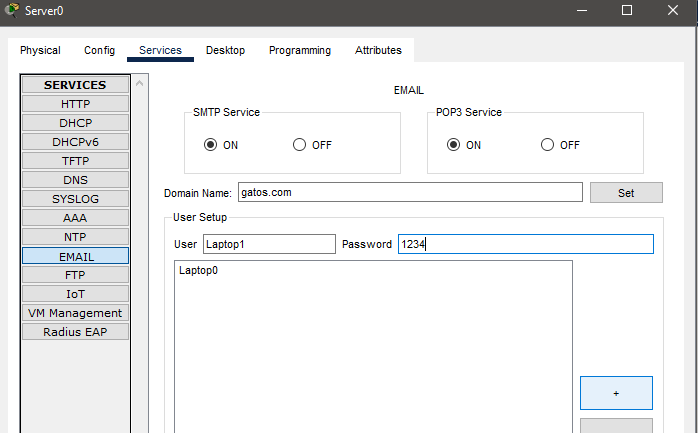 Server0
Physical Config Services Desktop Programming Attributes
SERVICES
HTTP
DHCP
DHCPv6
TFTP
DNS
SYSLOG
AAA
NTP
EMAIL
FTP
IoT
VM Management
Radius EAP
EMAIL
SMTP Service
ON OFF
POP3 Service
ON OFF
Domain Name: gatos.com Set
User Setup
User Laptop1 Password 1234
Laptop0
+